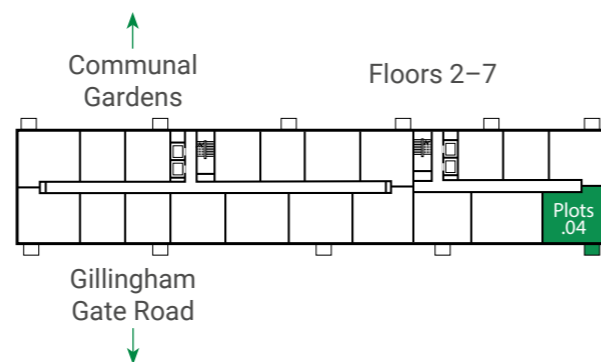 Communal
Gardens
Floors 2–7
Plots
.04
Gillingham
Gate Road